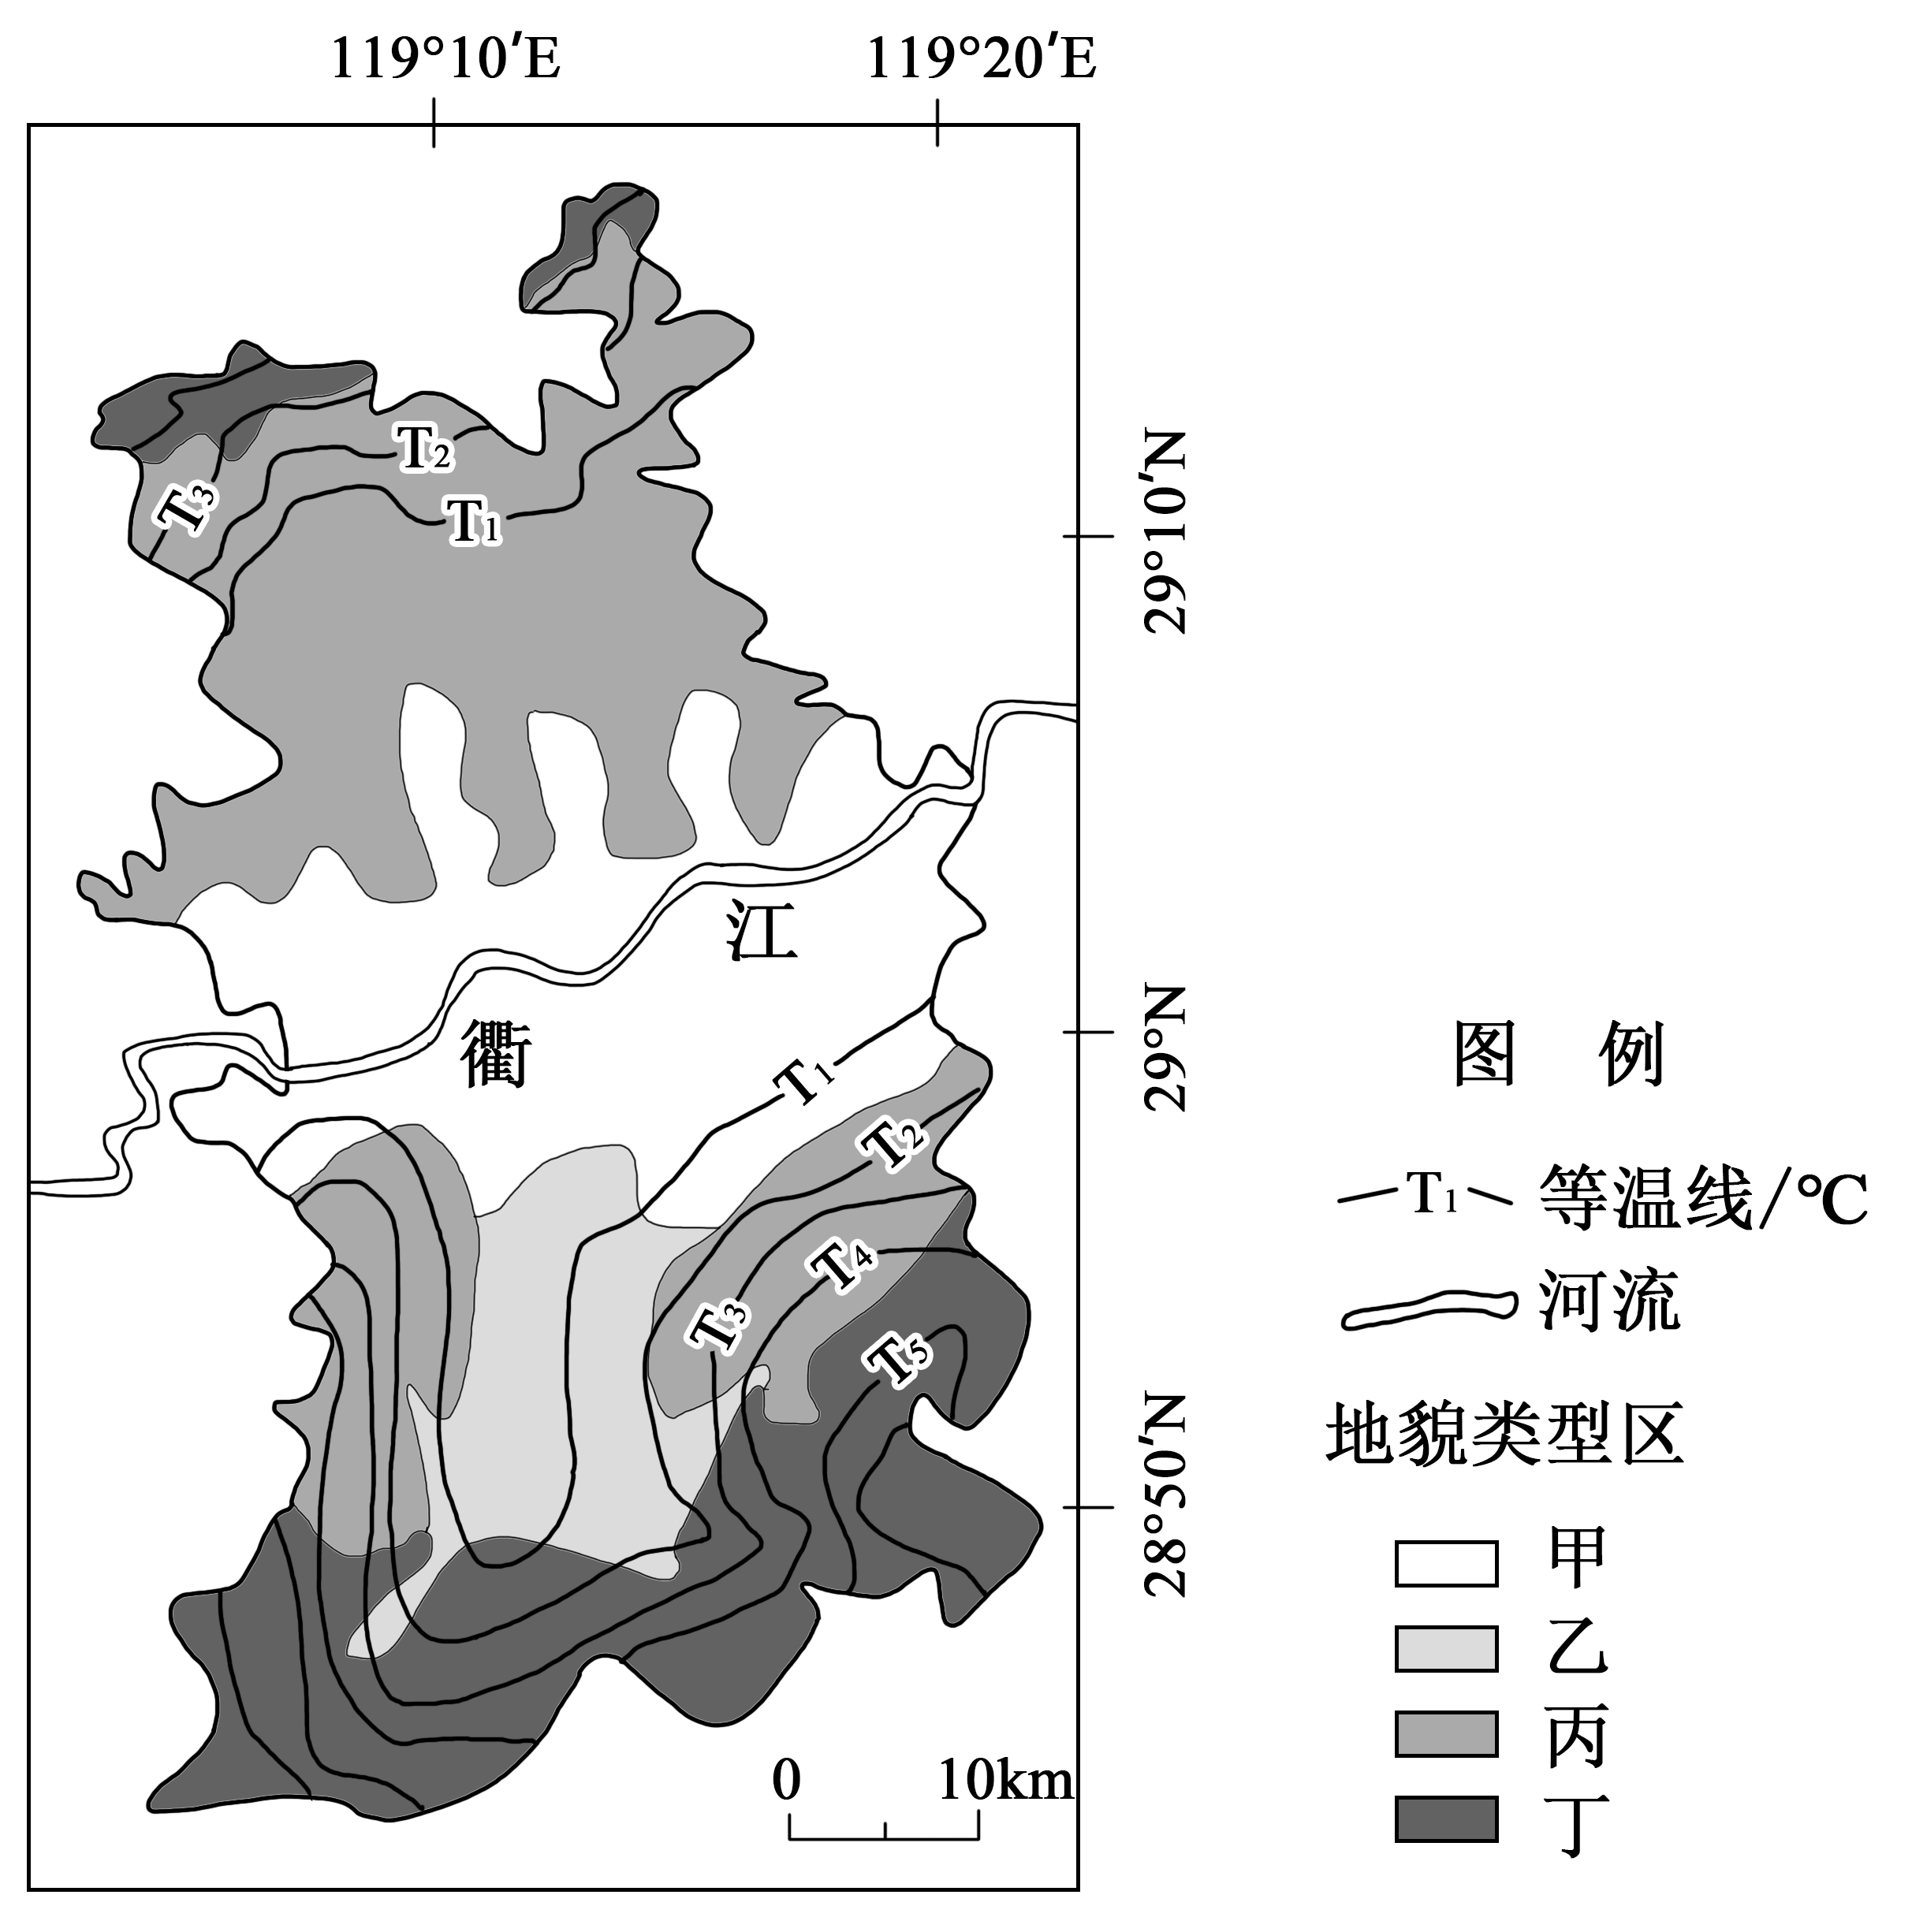 119°10′E
119°20′E
T2
T3
T1
29°10′N
江
衢
29°N
T1
T2
T4
T3
T5
28°50′N
0 10km
图 例
T1 等温线/℃
河流
地貌类型区
甲
乙
丙
丁